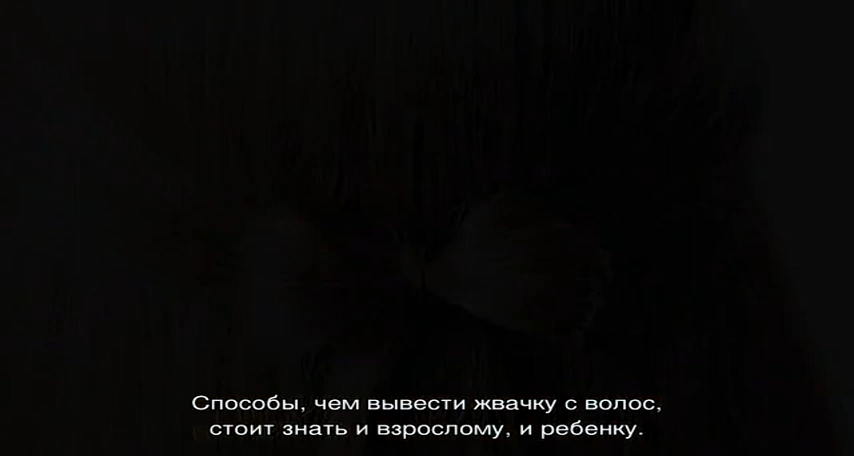 Способы, чем вывести жвачку с волос,
стоит знать и взрослому, и ребенку.